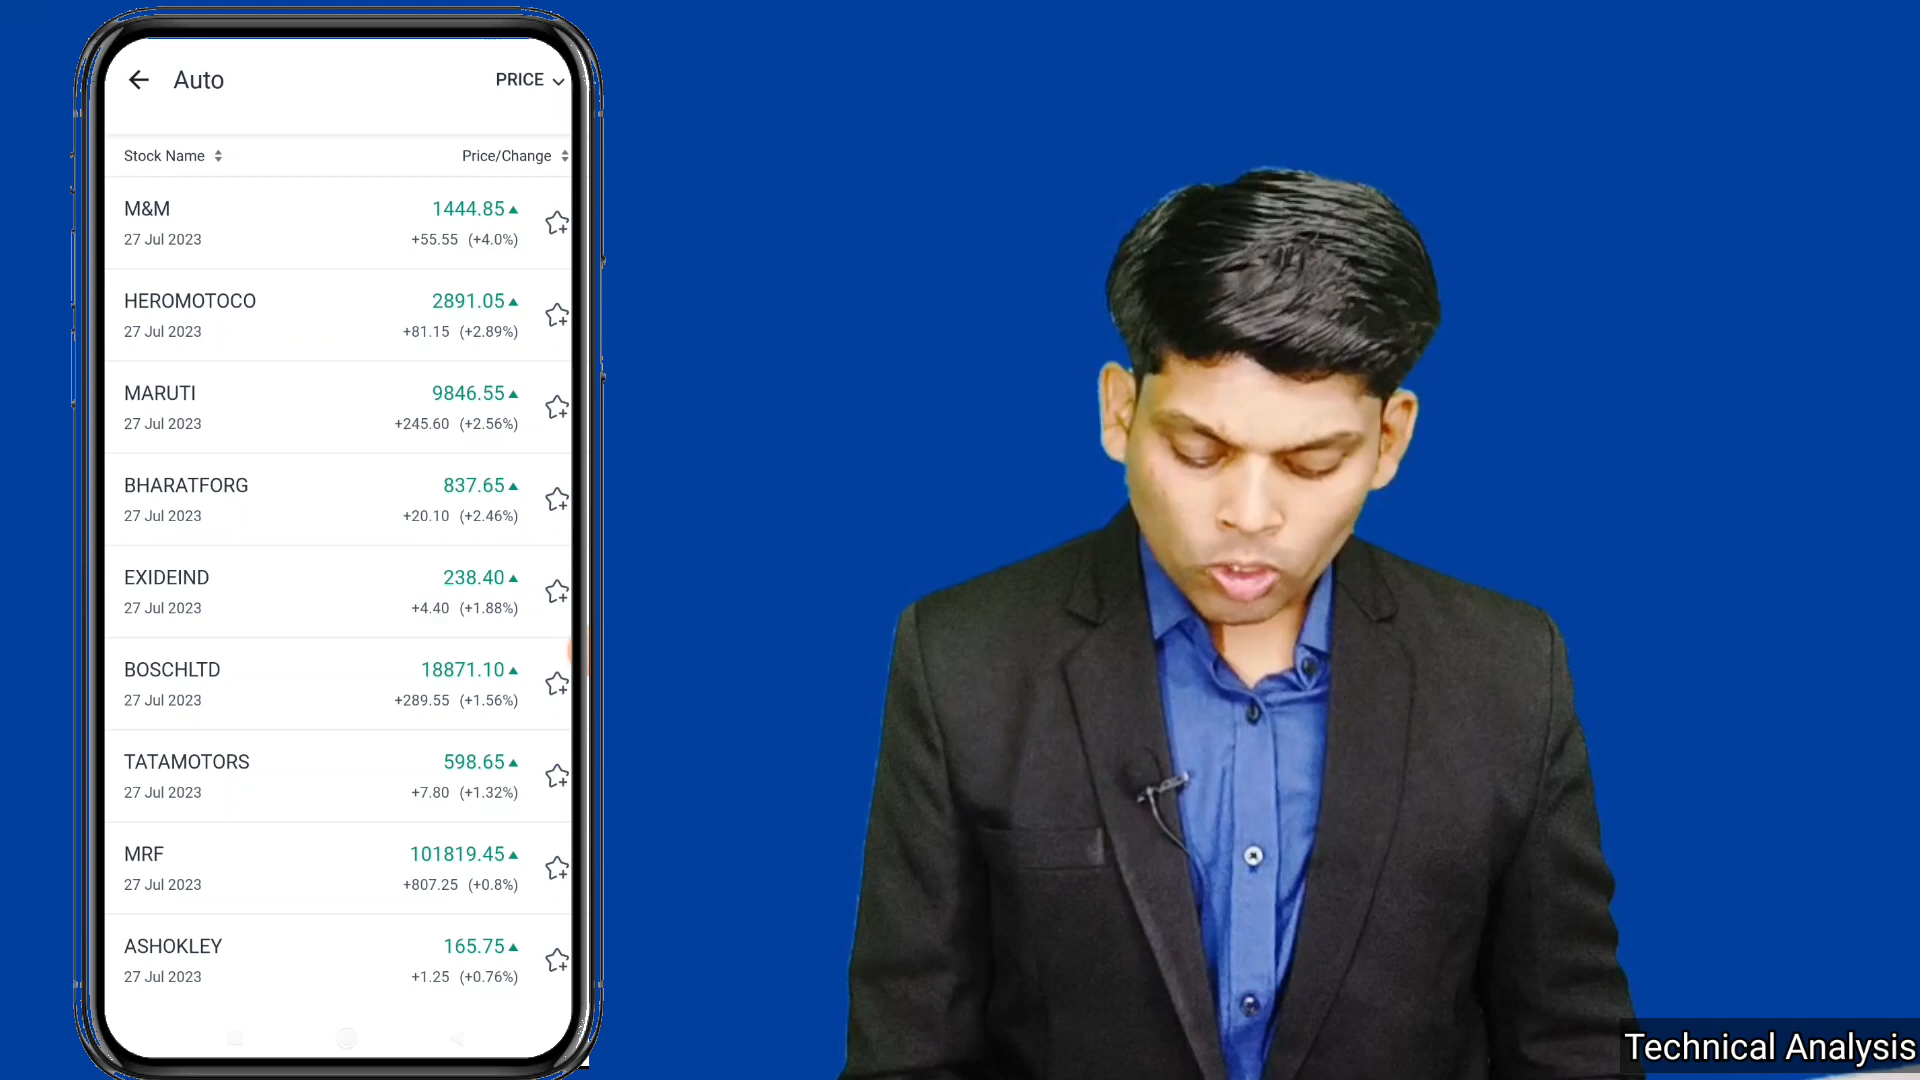 Auto
PRICE
Stock Name
Price/Change
M&M
1444.85
27 Jul 2023
+55.55 (+4.0%)
HEROMOTOCO
2891.05
27 Jul 2023
+81.15 (+2.89%)
MARUTI
9846.55
27 Jul 2023
+245.60 (+2.56%)
BHARATFORG
837.65
27 Jul 2023
+20.10 (+2.46%)
EXIDEIND
238.40
27 Jul 2023
+4.40 (+1.88%)
BOSCHLTD
18871.10
27 Jul 2023
+289.55 (+1.56%)
TATAMOTORS
598.65
27 Jul 2023
+7.80 (+1.32%)
MRF
101819.45
27 Jul 2023
+807.25 (+0.8%)
ASHOKLEY
165.75
27 Jul 2023
+1.25 (+0.76%)
Technical Analysis